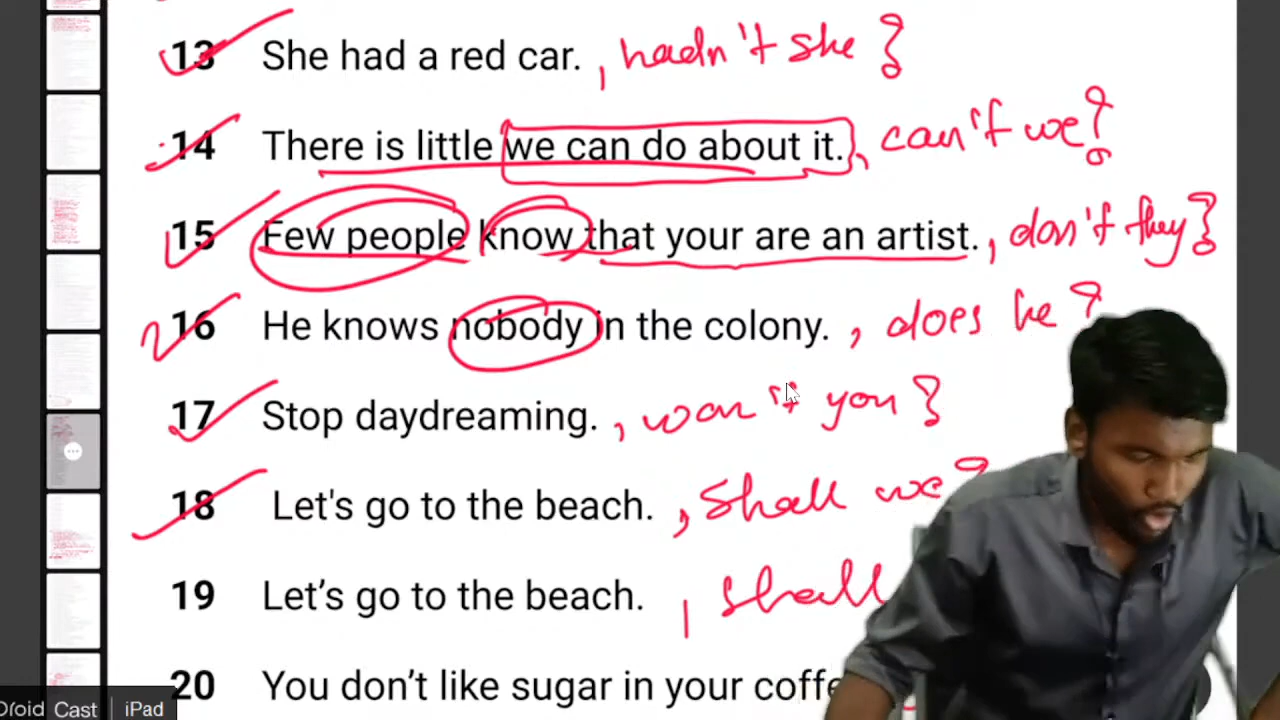 13 She had a red car. , hadn't she ?
14 There is little we can do about it. , can't we?
15 Few people know that your are an artist. , don't they ?
16 He knows nobody in the colony. , does he ?
17 Stop daydreaming. , won't you ?
18 Let's go to the beach. , Shall we ?
19 Let's go to the beach. , Shall
20 You don't like sugar in your coffe
Droid Cast iPad